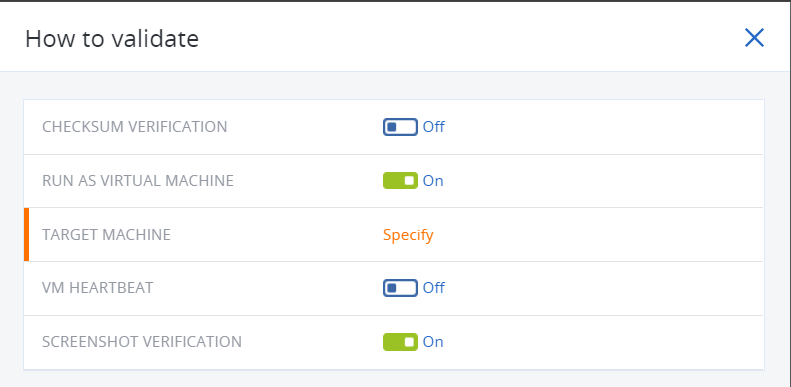 How to validate
CHECKSUM VERIFICATION Off
RUN AS VIRTUAL MACHINE On
TARGET MACHINE Specify
VM HEARTBEAT Off
SCREENSHOT VERIFICATION On